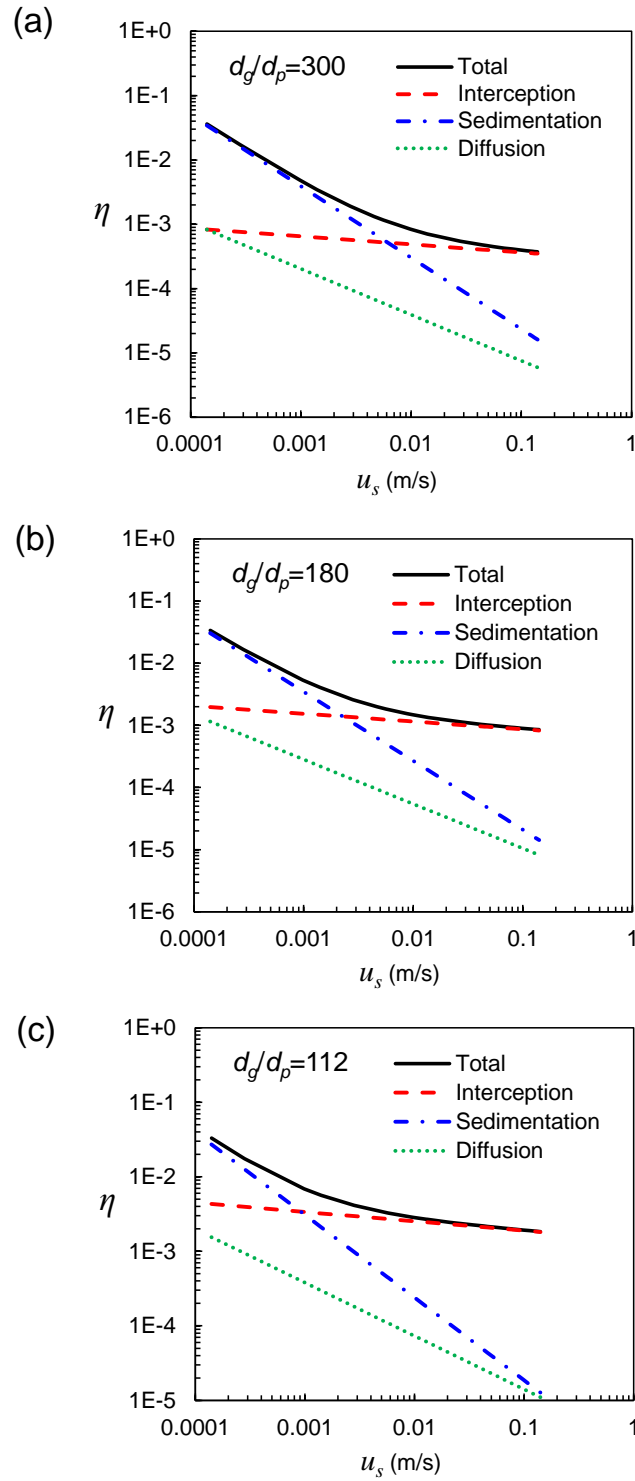 (a)
1E+0
1E-1
1E-2
1E-3
1E-4
1E-5
1E-6
η
d_g/d_p=300
Total
Interception
Sedimentation
Diffusion
0.0001 0.001 0.01 0.1 1
u_s (m/s)
(b)
1E+0
1E-1
1E-2
1E-3
1E-4
1E-5
1E-6
η
d_g/d_p=180
Total
Interception
Sedimentation
Diffusion
0.0001 0.001 0.01 0.1 1
u_s (m/s)
(c)
1E+0
1E-1
1E-2
1E-3
1E-4
1E-5
η
d_g/d_p=112
Total
Interception
Sedimentation
Diffusion
0.0001 0.001 0.01 0.1 1
u_s (m/s)